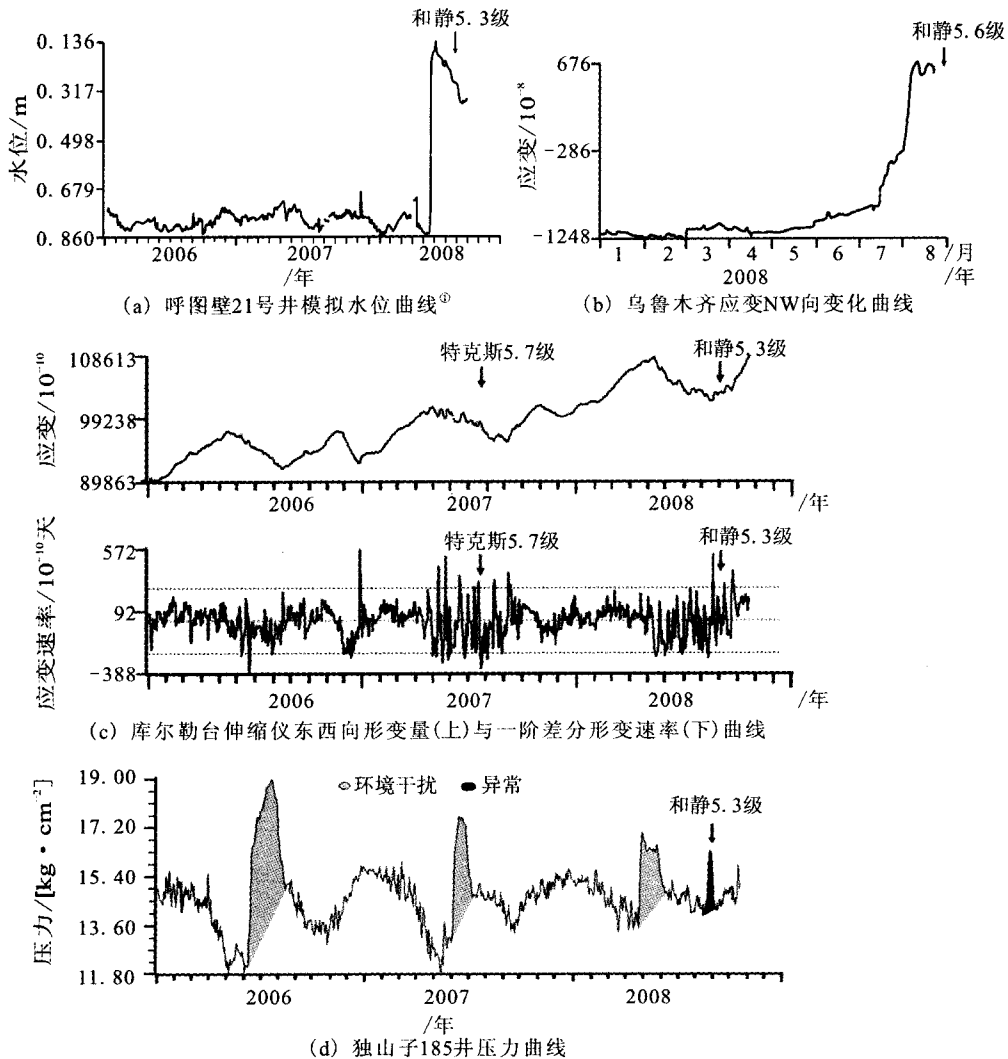 和静5.3级
0.136
0.317
0.498
0.679
0.860
水位/m
2006 2007 2008
/年
(a) 呼图壁21号井模拟水位曲线①
和静5.6级
676
-286
-1248
应变/10⁻⁸
1 2 3 4 5 6 7 8 /月
2008 /年
(b) 乌鲁木齐应变NW向变化曲线
特克斯5.7级 和静5.3级
108613
99238
89863
应变/10⁻¹⁰
2006 2007 2008 /年
特克斯5.7级 和静5.3级
572
92
-388
应变速率/10⁻¹⁰天
2006 2007 2008 /年
(c) 库尔勒台伸缩仪东西向形变量(上)与一阶差分形变速率(下)曲线
环境干扰 异常
和静5.3级
19.00
17.20
15.40
13.60
11.80
压力/[kg·cm⁻²]
2006 2007 2008
/年
(d) 独山子185井压力曲线